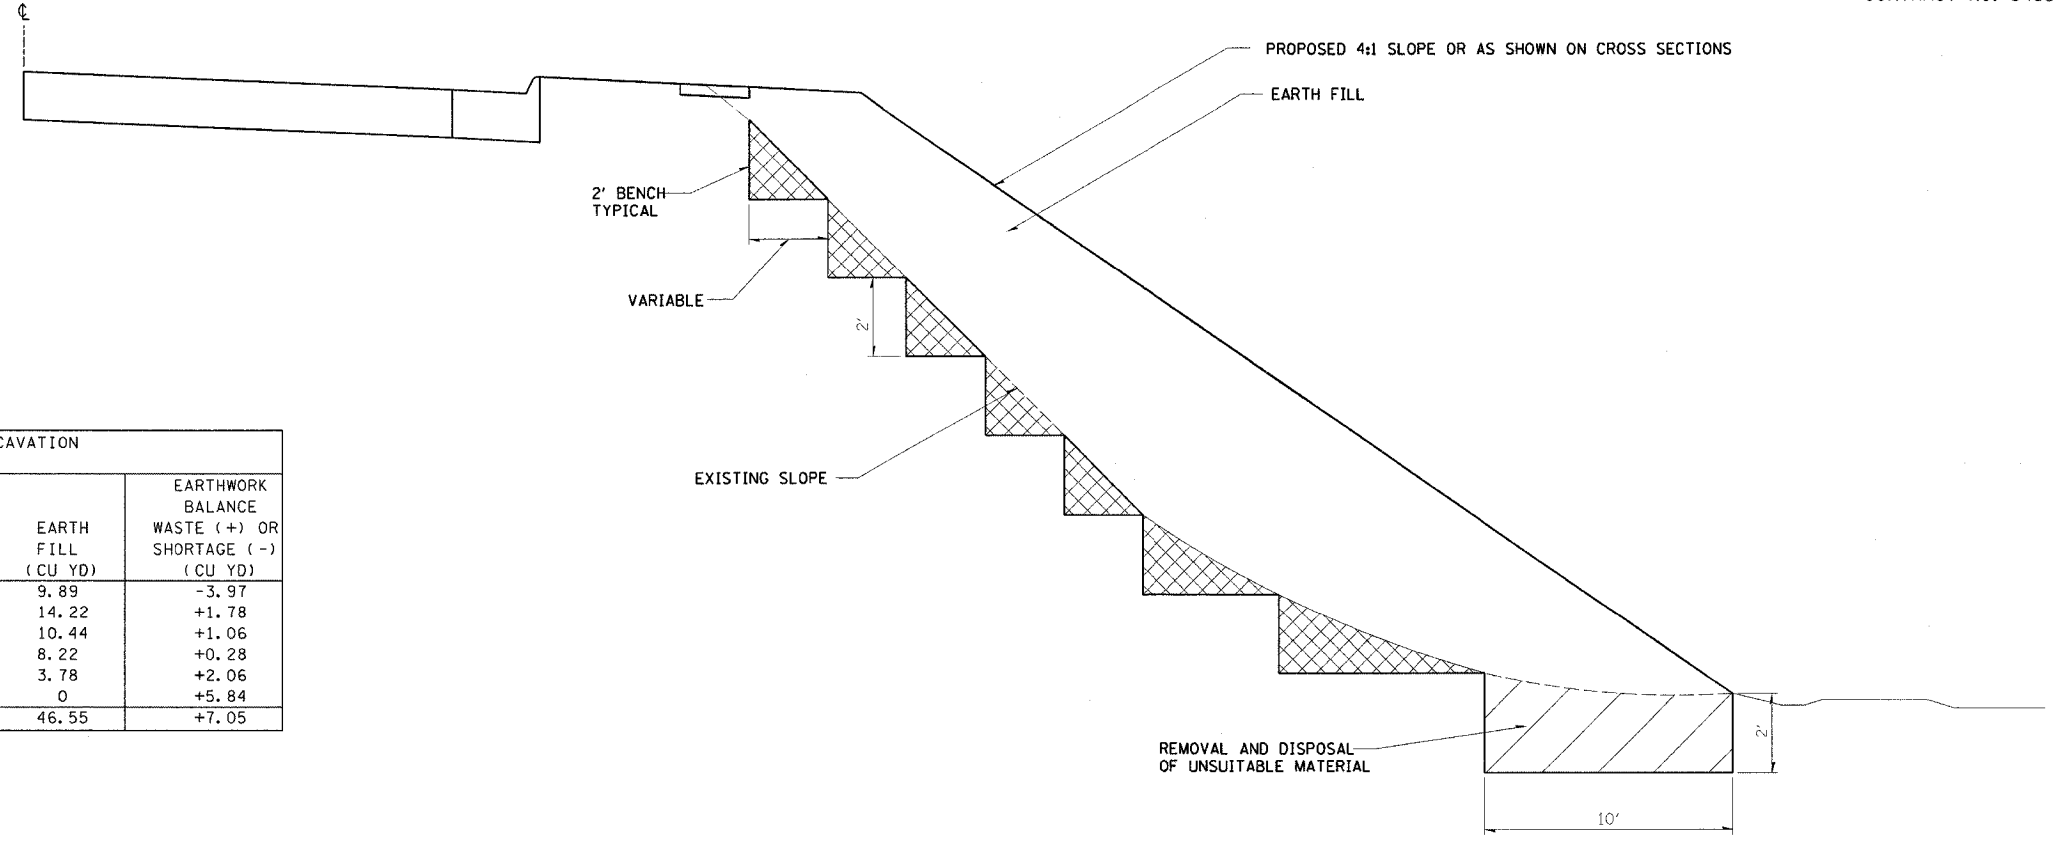 ℄
PROPOSED 4:1 SLOPE OR AS SHOWN ON CROSS SECTIONS
EARTH FILL
2' BENCH
TYPICAL
VARIABLE
2'
EXISTING SLOPE
REMOVAL AND DISPOSAL
OF UNSUITABLE MATERIAL
2'
10'
CAVATION
EARTHWORK
BALANCE
EARTH WASTE (+) OR
FILL SHORTAGE (-)
(CU YD) (CU YD)
9.89 -3.97
14.22 +1.78
10.44 +1.06
8.22 +0.28
3.78 +2.06
0 +5.84
46.55 +7.05